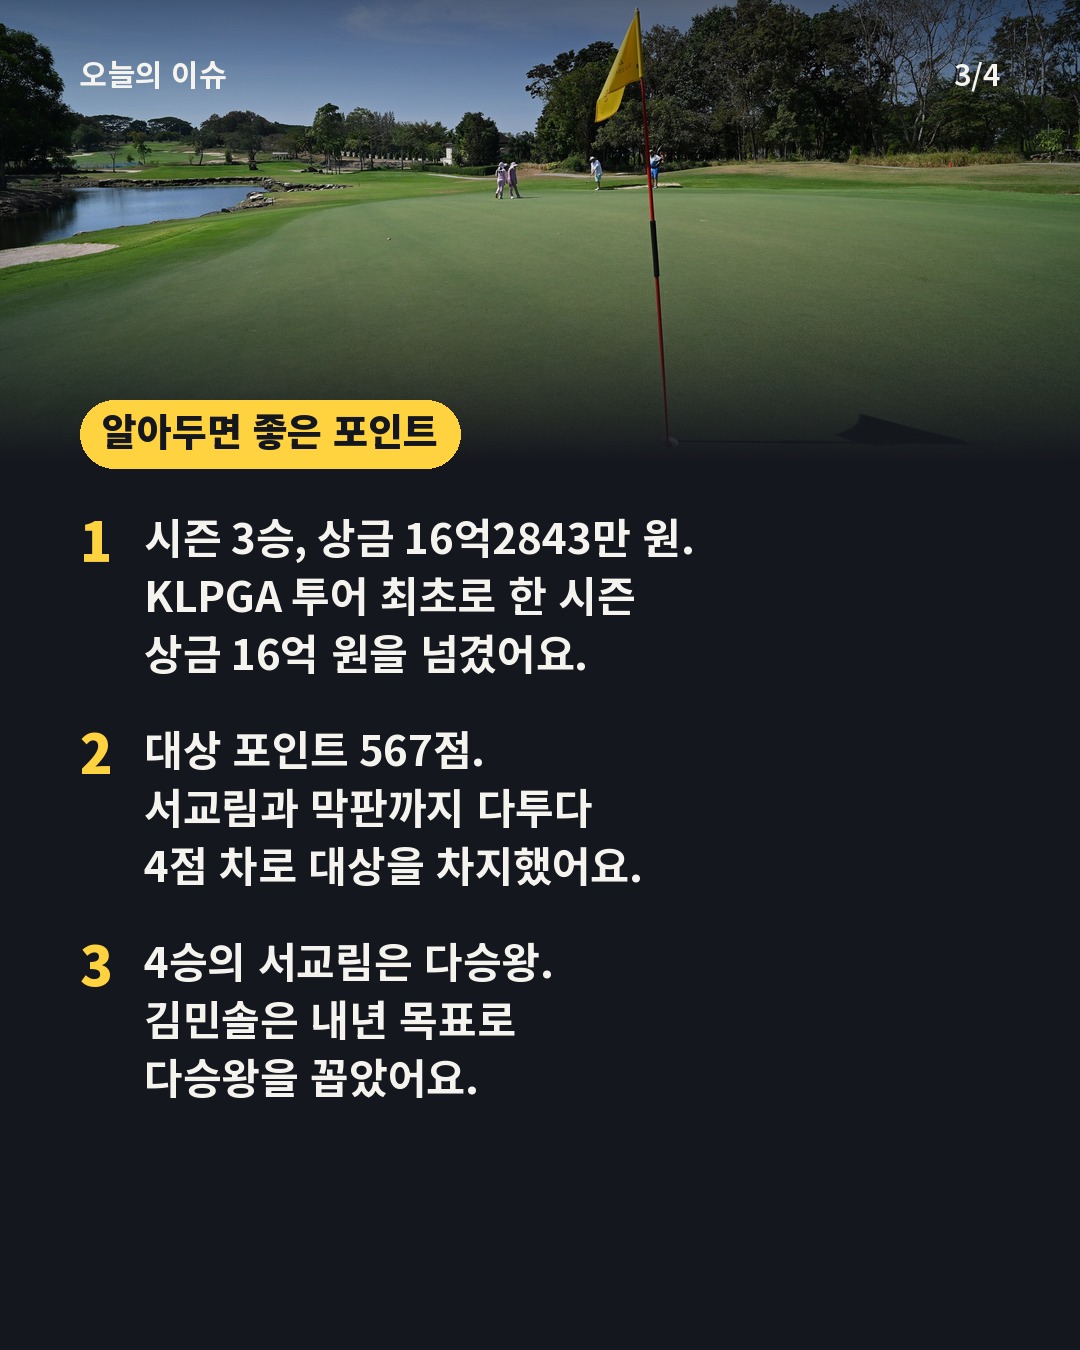 오늘의 이슈
3/4
알아두면 좋은 포인트
1 시즌 3승, 상금 16억2843만 원.
KLPGA 투어 최초로 한 시즌
상금 16억 원을 넘겼어요.
2 대상 포인트 567점.
서교림과 막판까지 다투다
4점 차로 대상을 차지했어요.
3 4승의 서교림은 다승왕.
김민솔은 내년 목표로
다승왕을 꼽았어요.